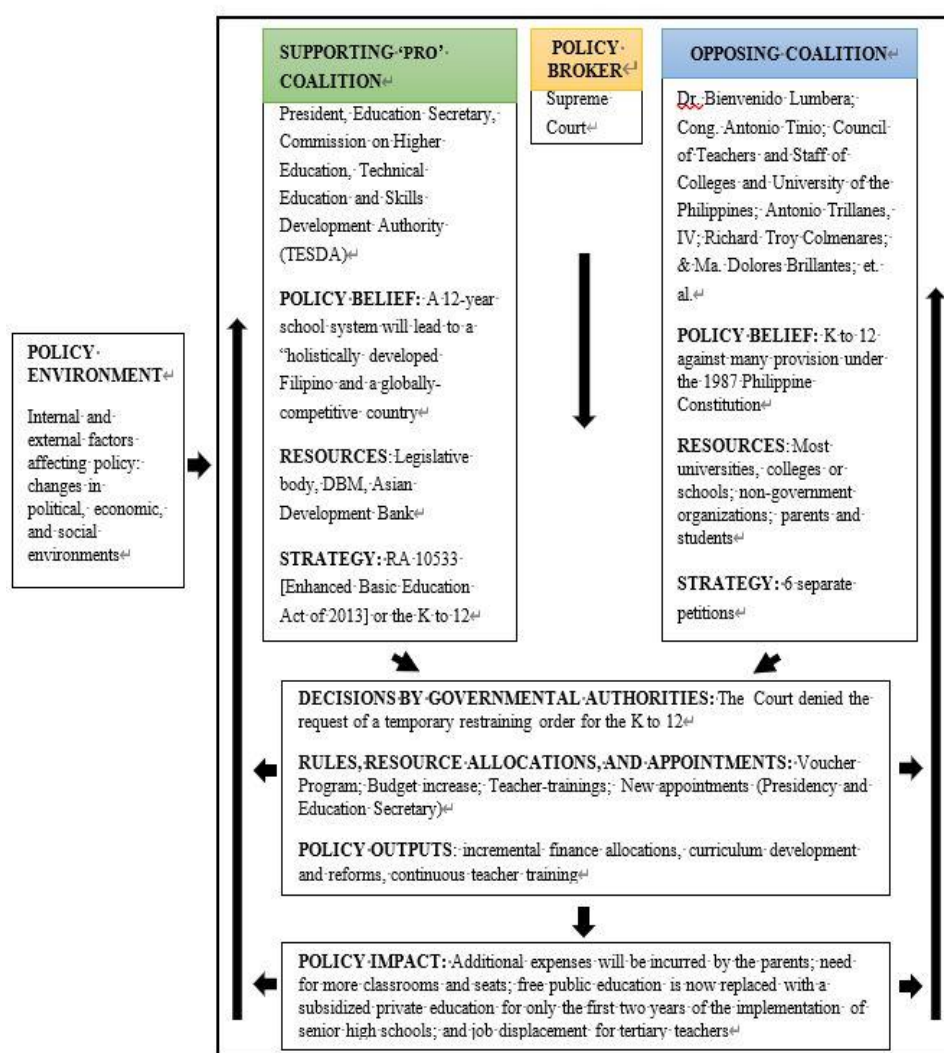 POLICY
ENVIRONMENT
Internal and
external factors
affecting policy:
changes in
political, economic,
and social
environments
SUPPORTING ‘PRO’
COALITION
President, Education Secretary,
Commission on Higher
Education, Technical
Education and Skills
Development Authority
(TESDA)
POLICY BELIEF: A 12-year
school system will lead to a
“holistically developed
Filipino and a globally-
competitive country
RESOURCES: Legislative
body, DBM, Asian
Development Bank
STRATEGY: RA 10533
[Enhanced Basic Education
Act of 2013] or the K to 12
POLICY
BROKER
Supreme
Court
OPPOSING COALITION
Dr. Bienvenido Lumbera;
Cong. Antonio Tinio; Council
of Teachers and Staff of
Colleges and University of the
Philippines; Antonio Trillanes,
IV; Richard Troy Colmenares;
& Ma. Dolores Brillantes; et.
al.
POLICY BELIEF: K to 12
against many provision under
the 1987 Philippine
Constitution
RESOURCES: Most
universities, colleges or
schools; non-government
organizations; parents and
students
STRATEGY: 6 separate
petitions
DECISIONS BY GOVERNMENTAL AUTHORITIES: The Court denied the
request of a temporary restraining order for the K to 12
RULES, RESOURCE ALLOCATIONS, AND APPOINTMENTS: Voucher
Program; Budget increase; Teacher-trainings; New appointments (Presidency and
Education Secretary)
POLICY OUTPUTS: incremental finance allocations, curriculum development
and reforms, continuous teacher training
POLICY IMPACT: Additional expenses will be incurred by the parents; need
for more classrooms and seats; free public education is now replaced with a
subsidized private education for only the first two years of the implementation of
senior high schools; and job displacement for tertiary teachers